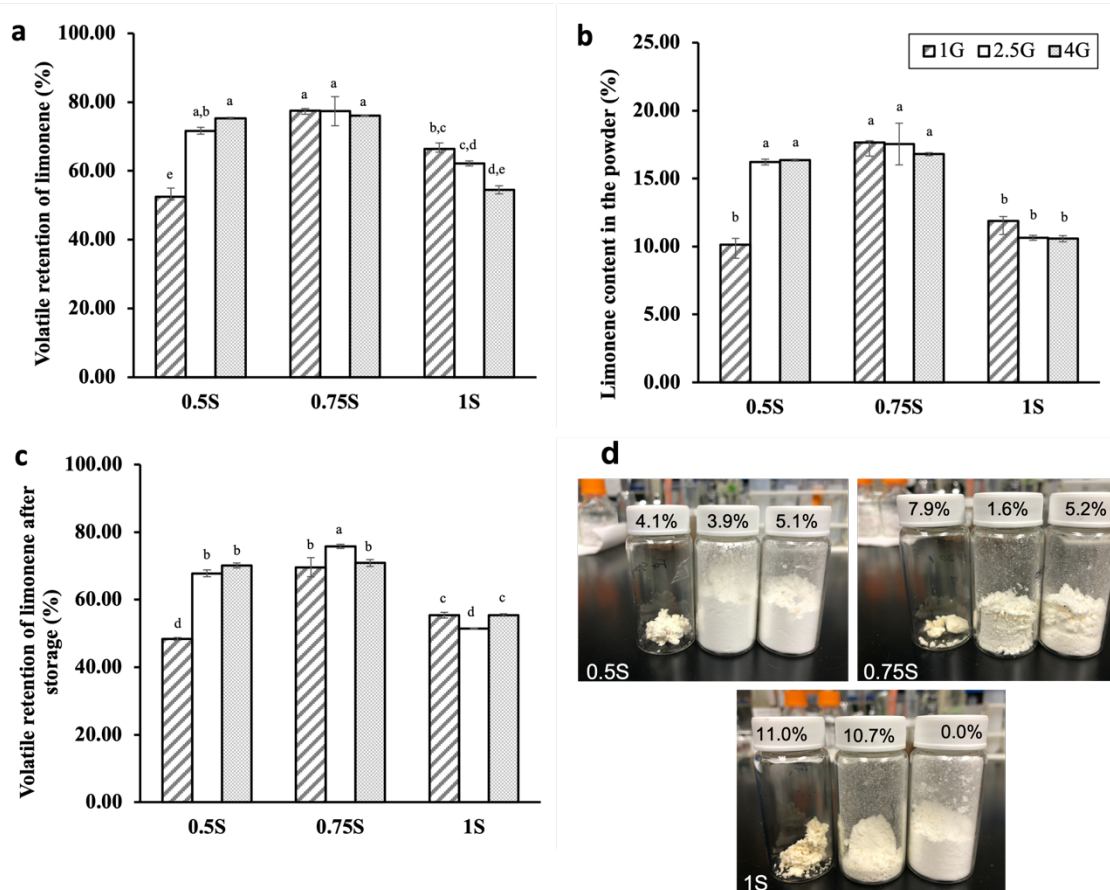 a
Volatile retention of limonene (%)
100.00
80.00
60.00
40.00
20.00
0.00
e
a,b
a
a
a
a
b,c
c,d
d,e
0.5S
0.75S
1S
b
Limonene content in the powder (%)
25.00
20.00
15.00
10.00
5.00
0.00
1G 2.5G 4G
b
a
a
a
a
a
b
b
b
0.5S
0.75S
1S
c
Volatile retention of limonene after
storage (%)
100.00
80.00
60.00
40.00
20.00
0.00
d
b
b
b
a
b
c
d
c
0.5S
0.75S
1S
d
4.1% 3.9% 5.1%
0.5S
7.9% 1.6% 5.2%
0.75S
11.0% 10.7% 0.0%
1S